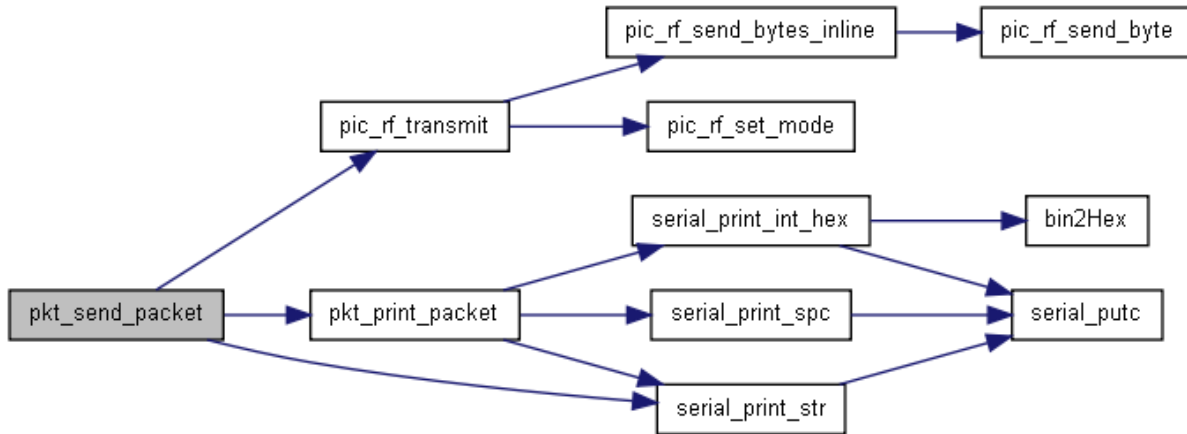 pic_rf_send_bytes_inline
pic_rf_send_byte
pic_rf_transmit
pic_rf_set_mode
serial_print_int_hex
bin2Hex
pkt_send_packet
pkt_print_packet
serial_print_spc
serial_putc
serial_print_str